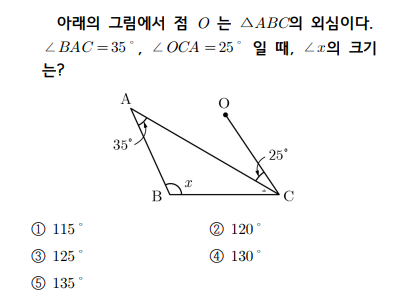 아래의 그림에서 점 O 는 △ABC의 외심이다.
∠BAC=35°, ∠OCA=25° 일 때, ∠x의 크기
는?
A
O
35°
25°
B
x
C
① 115°
② 120°
③ 125°
④ 130°
⑤ 135°